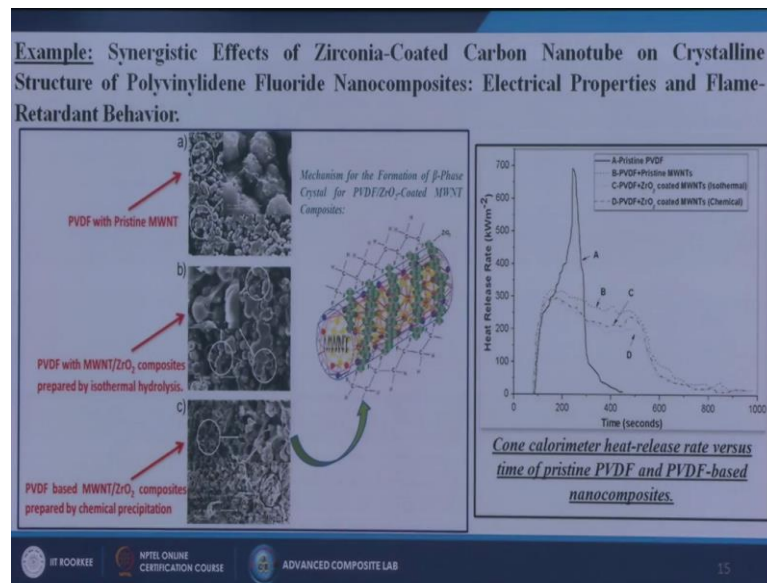 Example: Synergistic Effects of Zirconia-Coated Carbon Nanotube on Crystalline
Structure of Polyvinylidene Fluoride Nanocomposites: Electrical Properties and Flame-
Retardant Behavior.
a)
PVDF with Pristine MWNT
b)
PVDF with MWNT/ZrO2 composites
prepared by isothermal hydrolysis.
c)
PVDF based MWNT/ZrO2 composites
prepared by chemical precipitation
Mechanism for the Formation of β-Phase
Crystal for PVDF/ZrO2-Coated MWNT
Composites:
ZrO2
MWNT
A-Pristine PVDF
B-PVDF+Pristine MWNTs
C-PVDF+ZrO2 coated MWNTs (Isothermal)
D-PVDF+ZrO2 coated MWNTs (Chemical)
Heat Release Rate (kWm-2)
700
600
500
400
300
200
100
0
A
B
C
D
0 200 400 600 800 1000
Time (seconds)
Cone calorimeter heat-release rate versus
time of pristine PVDF and PVDF-based
nanocomposites.
IIT ROORKEE
NPTEL ONLINE
CERTIFICATION COURSE
ADVANCED COMPOSITE LAB
15